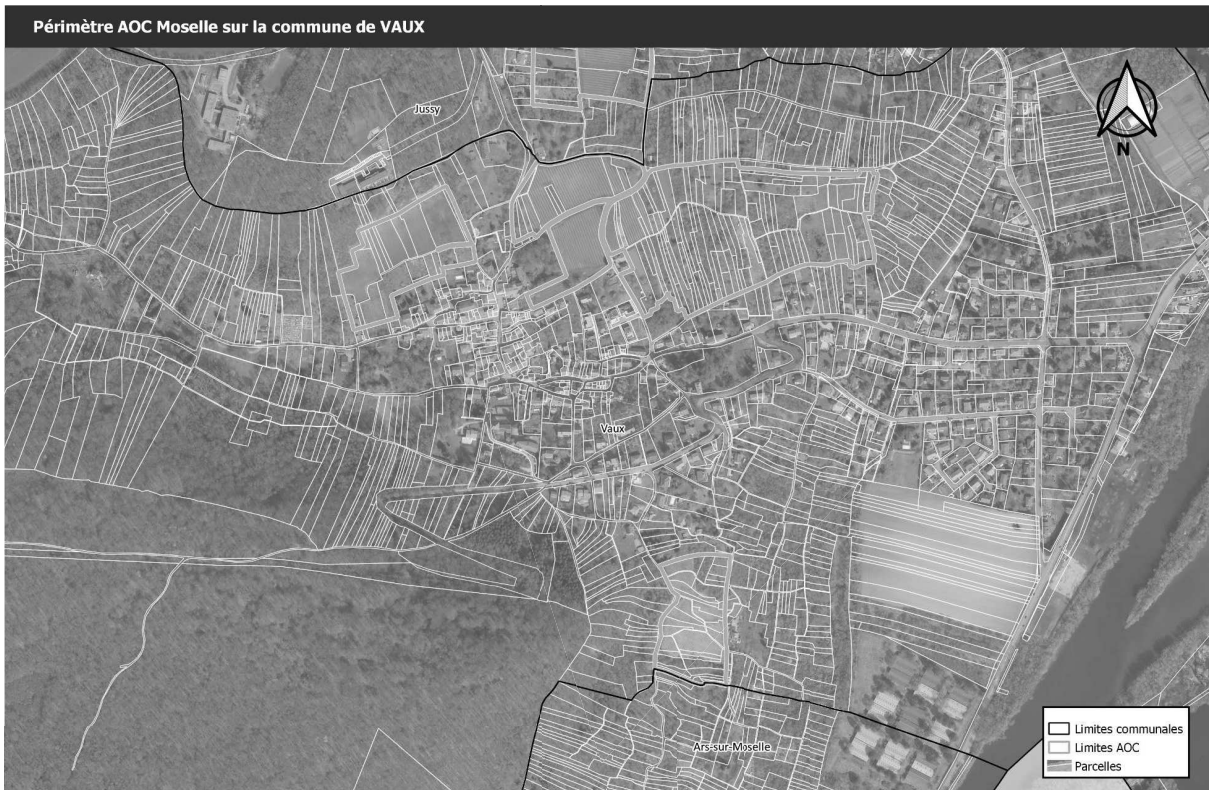 Périmètre AOC Moselle sur la commune de VAUX
Jussy
N
Vaux
Ars-sur-Moselle
Limites communales
Limites AOC
Parcelles